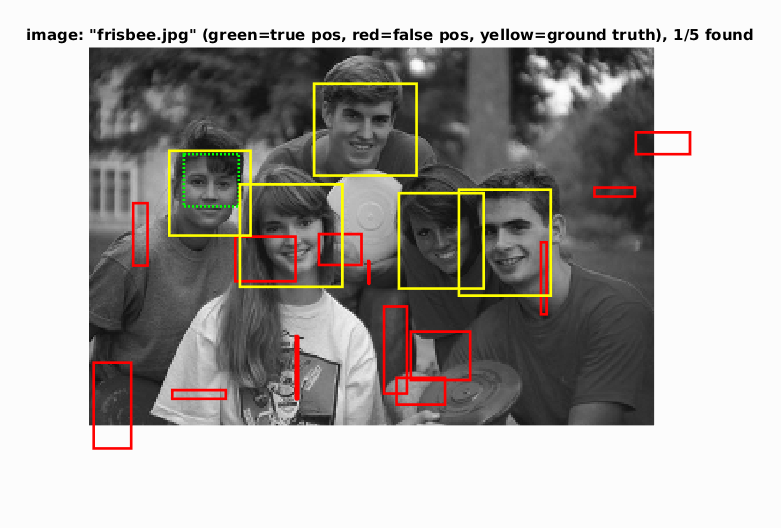 image: "frisbee.jpg" (green=true pos, red=false pos, yellow=ground truth), 1/5 found